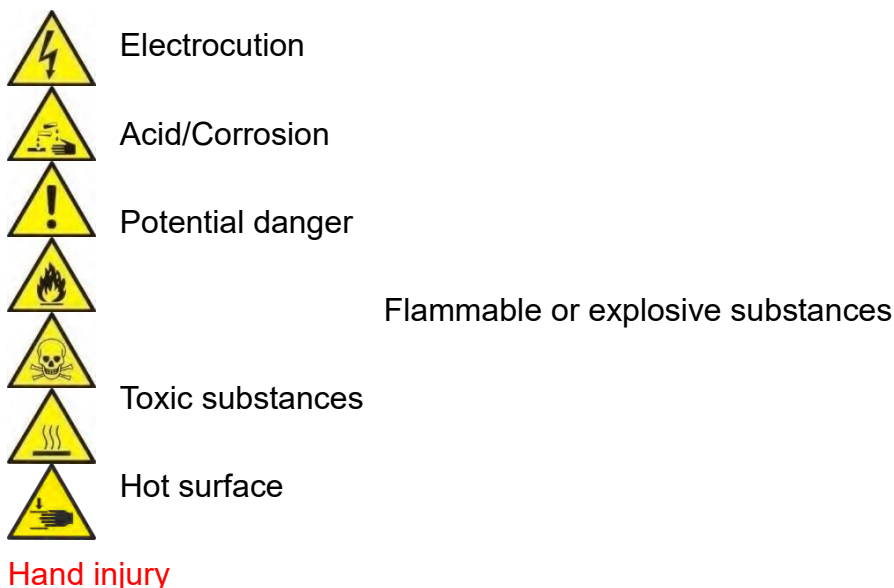 Electrocution
Acid/Corrosion
Potential danger
Flammable or explosive substances
Toxic substances
Hot surface
Hand injury